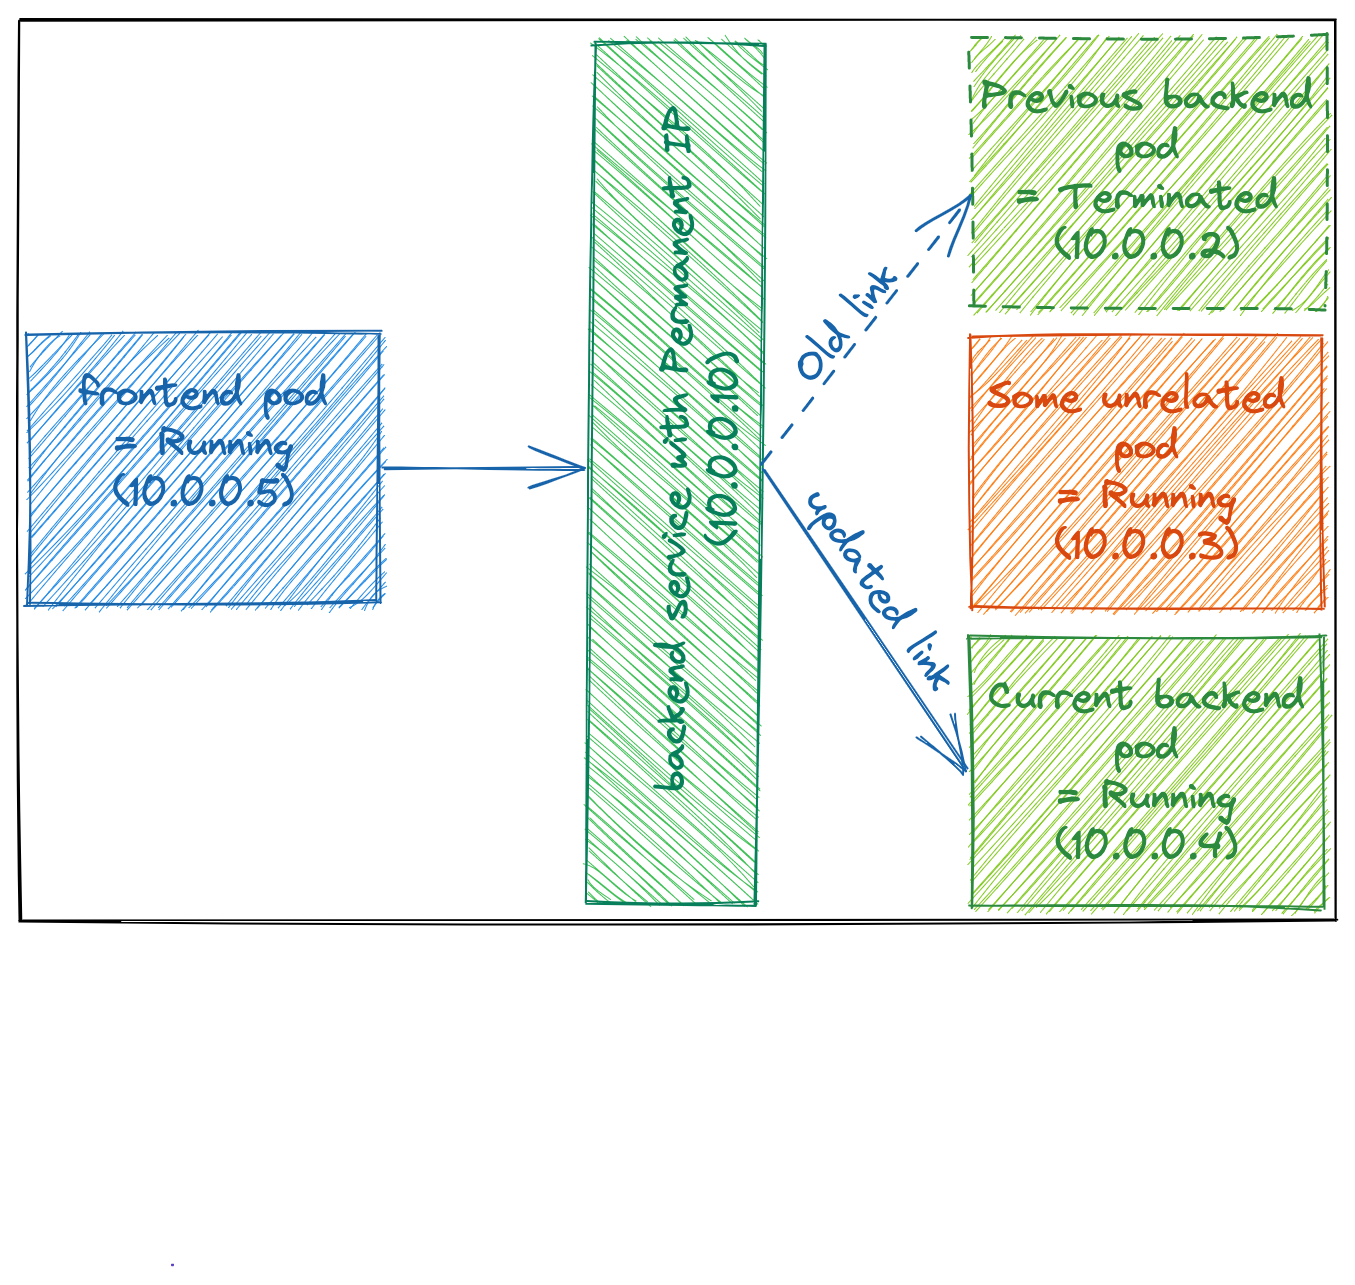 frontend pod
= Running
(10.0.0.5)
backend service with Permanent IP
(10.0.0.10)
Old link
updated link
Previous backend
pod
= Terminated
(10.0.0.2)
Some unrelated
pod
= Running
(10.0.0.3)
Current backend
pod
= Running
(10.0.0.4)